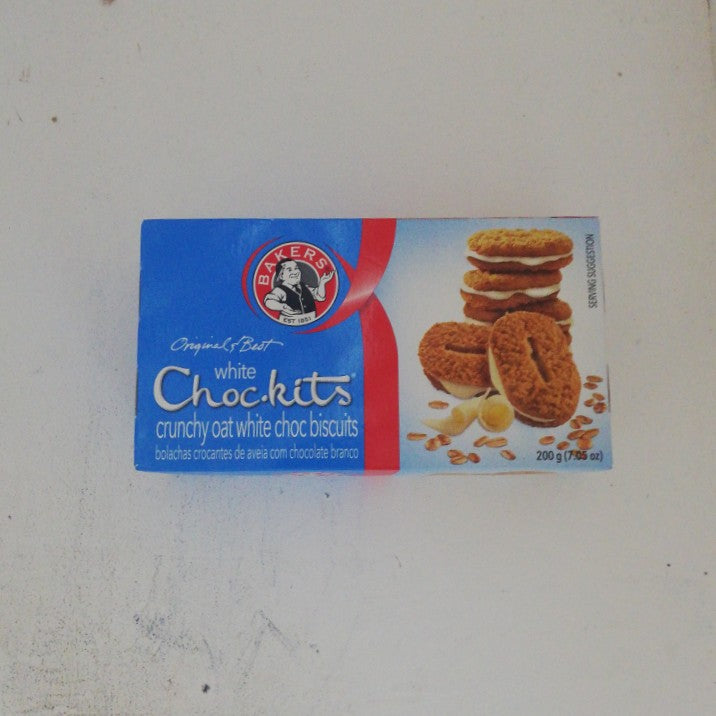 BAKERS
EST 1851
Original & Best
white
Choc-kits®
crunchy oat white choc biscuits
bolachas crocantes de aveia com chocolate branco
SERVING SUGGESTION
200 g (7.05 oz)